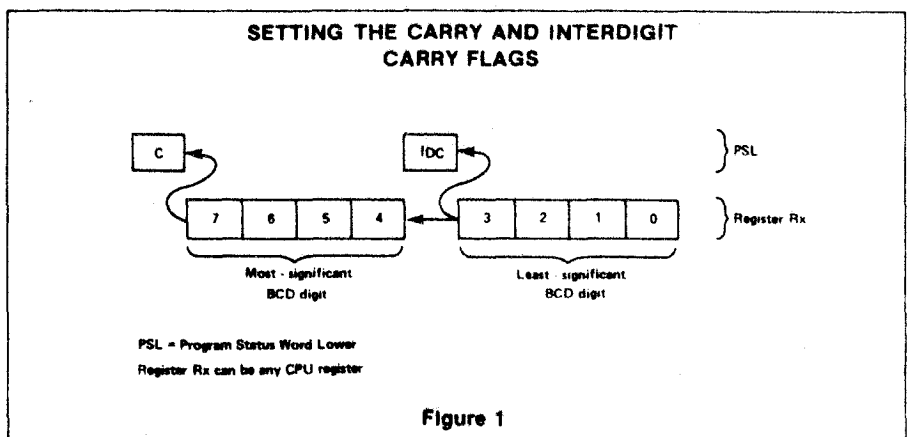 SETTING THE CARRY AND INTERDIGIT
CARRY FLAGS
C
IDC
PSL
7 6 5 4
3 2 1 0
Register Rx
Most - significant
BCD digit
Least - significant
BCD digit
PSL = Program Status Word Lower
Register Rx can be any CPU register
Figure 1